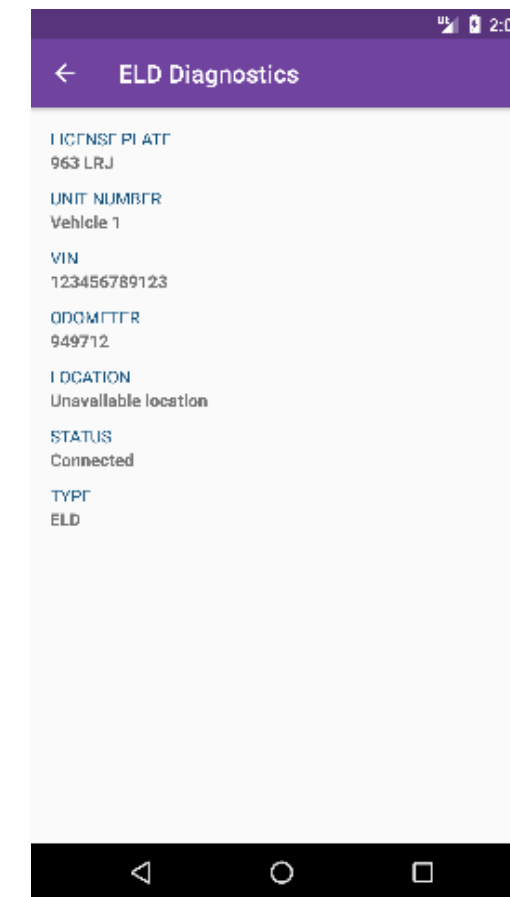 2:0
ELD Diagnostics
LICENSE PLATE
963 LRJ
UNIT NUMBER
Vehicle 1
VIN
123456789123
ODOMETER
949712
LOCATION
Unavailable location
STATUS
Connected
TYPE
ELD